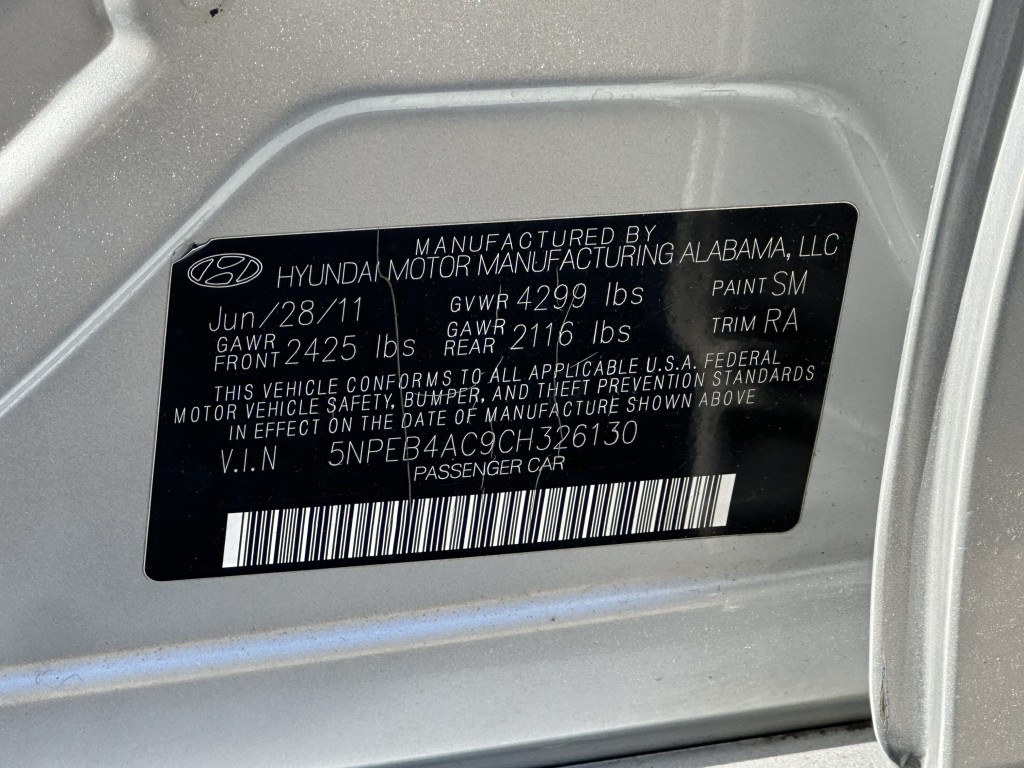 MANUFACTURED BY
HYUNDAI MOTOR MANUFACTURING ALABAMA, LLC
Jun/28/11 GVWR 4299 lbs PAINT SM
GAWR FRONT 2425 lbs GAWR REAR 2116 lbs TRIM RA
THIS VEHICLE CONFORMS TO ALL APPLICABLE U.S.A. FEDERAL
MOTOR VEHICLE SAFETY, BUMPER, AND THEFT PREVENTION STANDARDS
IN EFFECT ON THE DATE OF MANUFACTURE SHOWN ABOVE
V.I.N 5NPEB4AC9CH326130
PASSENGER CAR